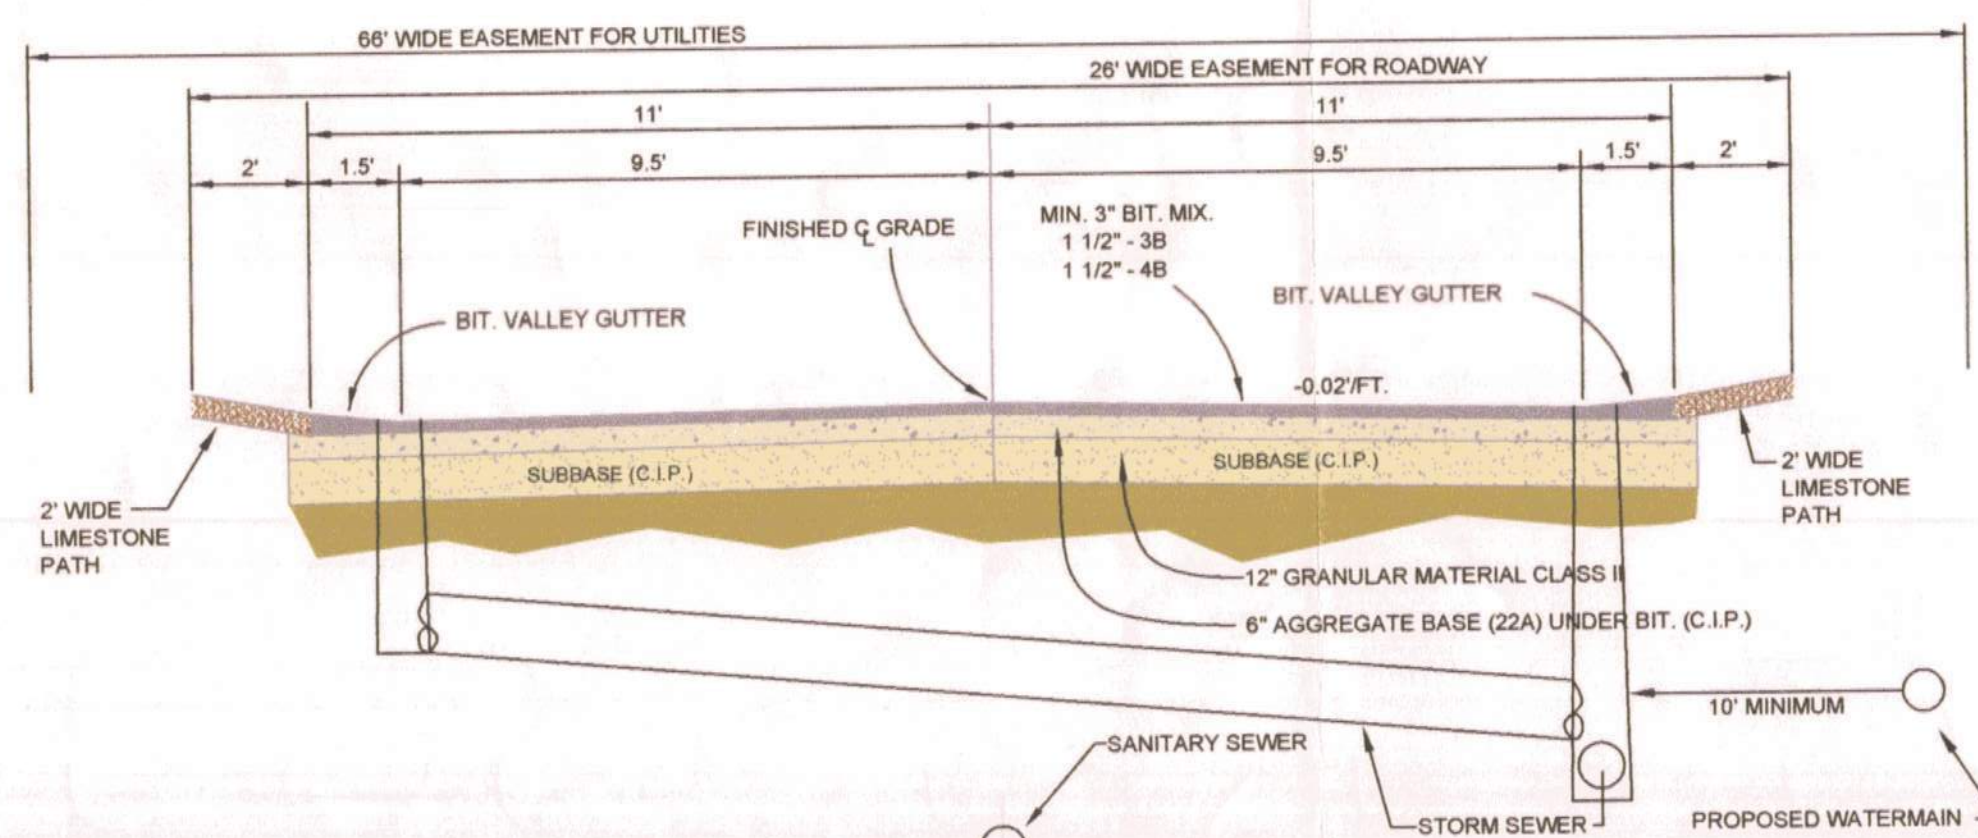 66' WIDE EASEMENT FOR UTILITIES
26' WIDE EASEMENT FOR ROADWAY
11'
11'
2'
1.5'
9.5'
9.5'
1.5'
2'
FINISHED ℄ GRADE
MIN. 3" BIT. MIX.
1 1/2" - 3B
1 1/2" - 4B
BIT. VALLEY GUTTER
BIT. VALLEY GUTTER
-0.02'/FT.
SUBBASE (C.I.P.)
SUBBASE (C.I.P.)
2' WIDE
LIMESTONE
PATH
2' WIDE
LIMESTONE
PATH
12" GRANULAR MATERIAL CLASS II
6" AGGREGATE BASE (22A) UNDER BIT. (C.I.P.)
10' MINIMUM
SANITARY SEWER
STORM SEWER
PROPOSED WATERMAIN